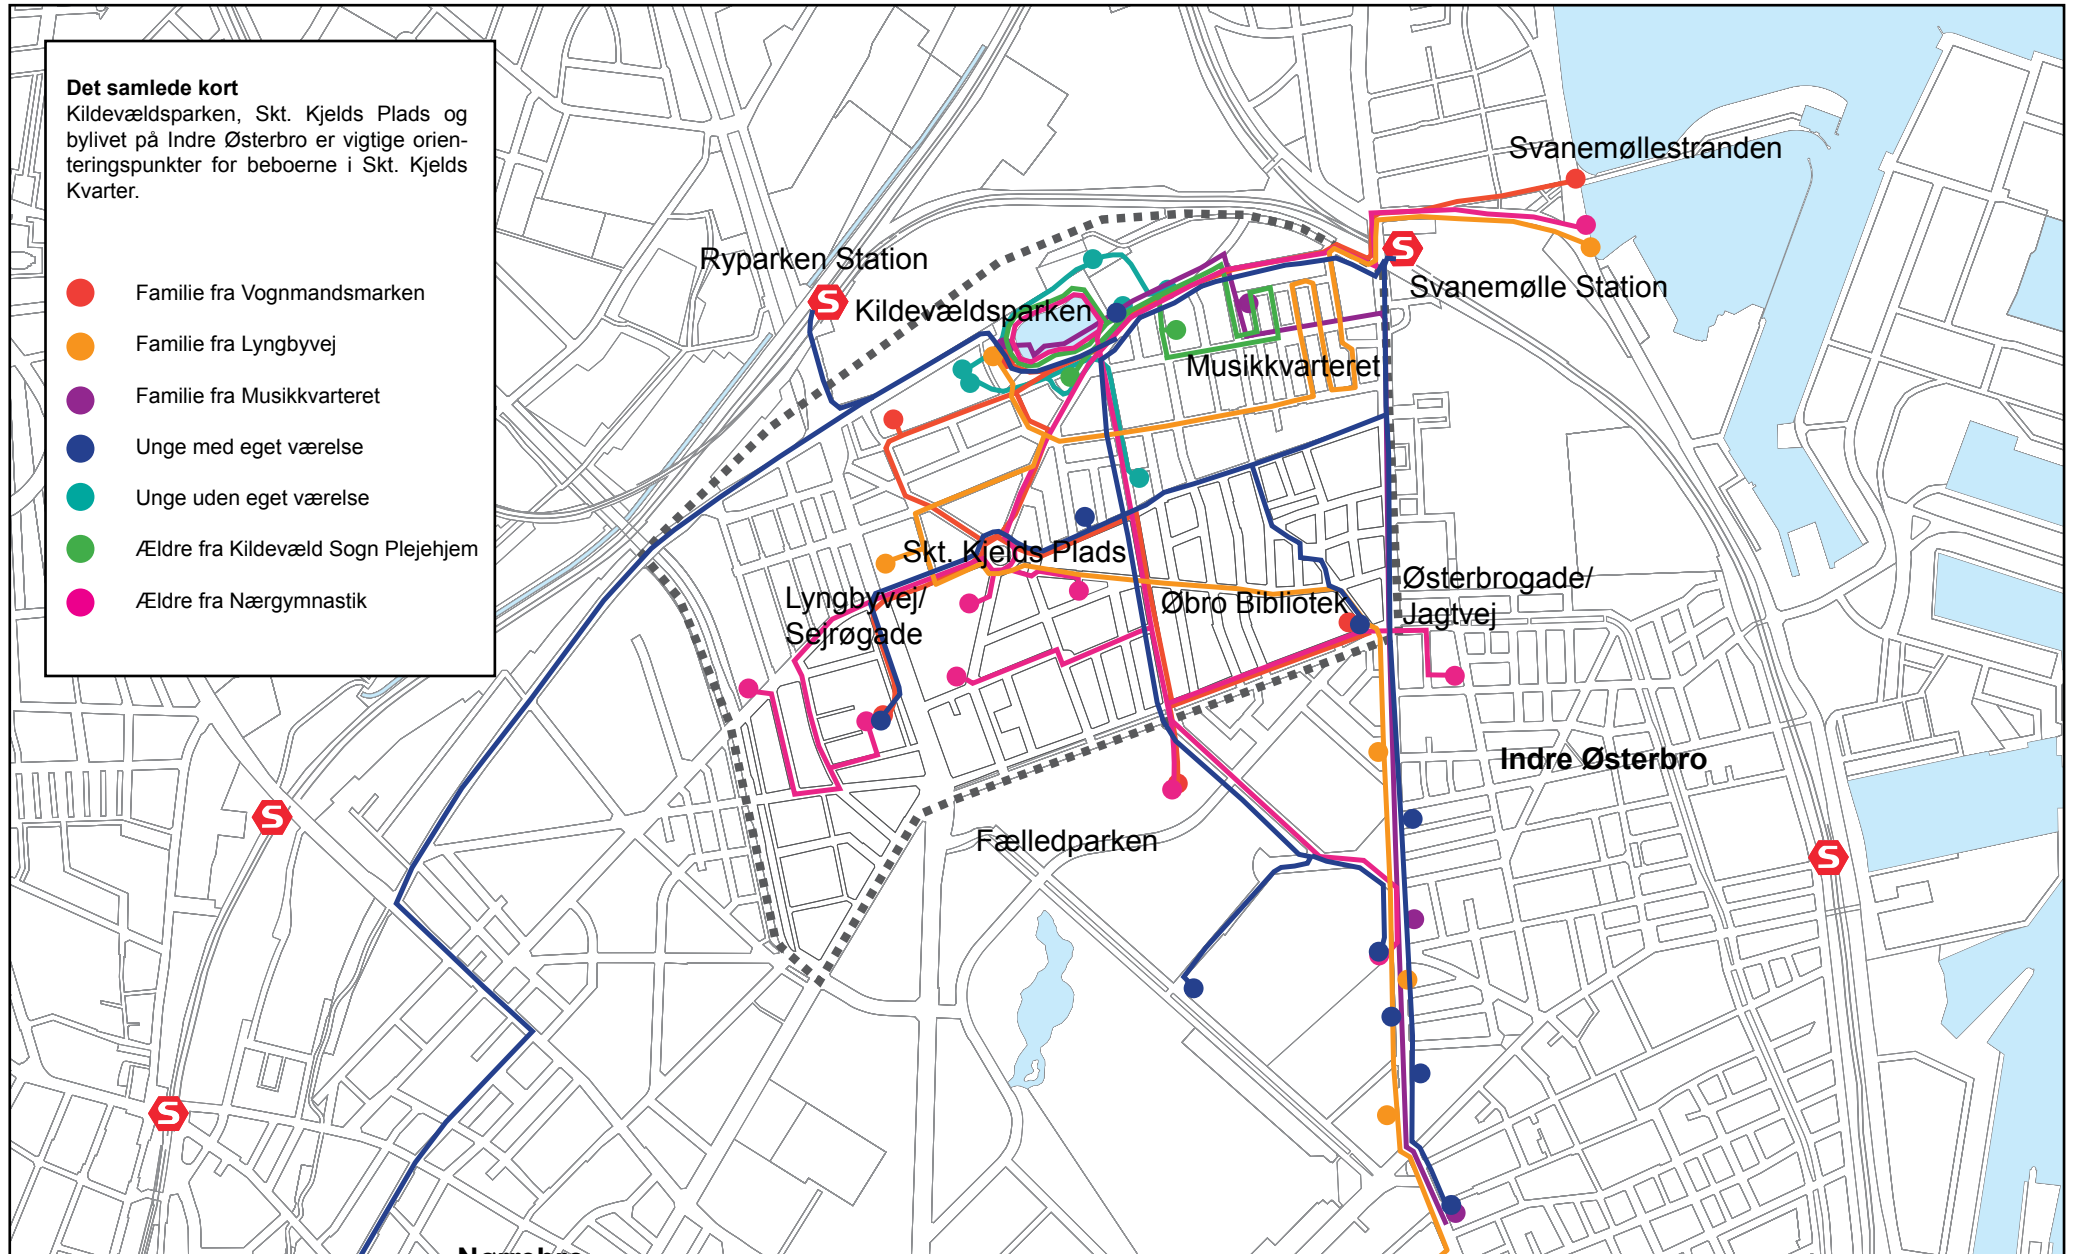 Det samlede kort
Kildevældsparken, Skt. Kjelds Plads og
bylivet på Indre Østerbro er vigtige orien-
teringspunkter for beboerne i Skt. Kjelds
Kvarter.
Familie fra Vognmandsmarken
Familie fra Lyngbyvej
Familie fra Musikkvarteret
Unge med eget værelse
Unge uden eget værelse
Ældre fra Kildevæld Sogn Plejehjem
Ældre fra Nærgymnastik
Svanemøllestranden
Ryparken Station
S
S
Svanemølle Station
S
Kildevældsparken
Musikkvarteret
Skt. Kjelds Plads
Lyngbyvej/
Sejrøgade
Øbro Bibliotek
Østerbrogade/
Jagtvej
Indre Østerbro
S
Fælledparken
S
S